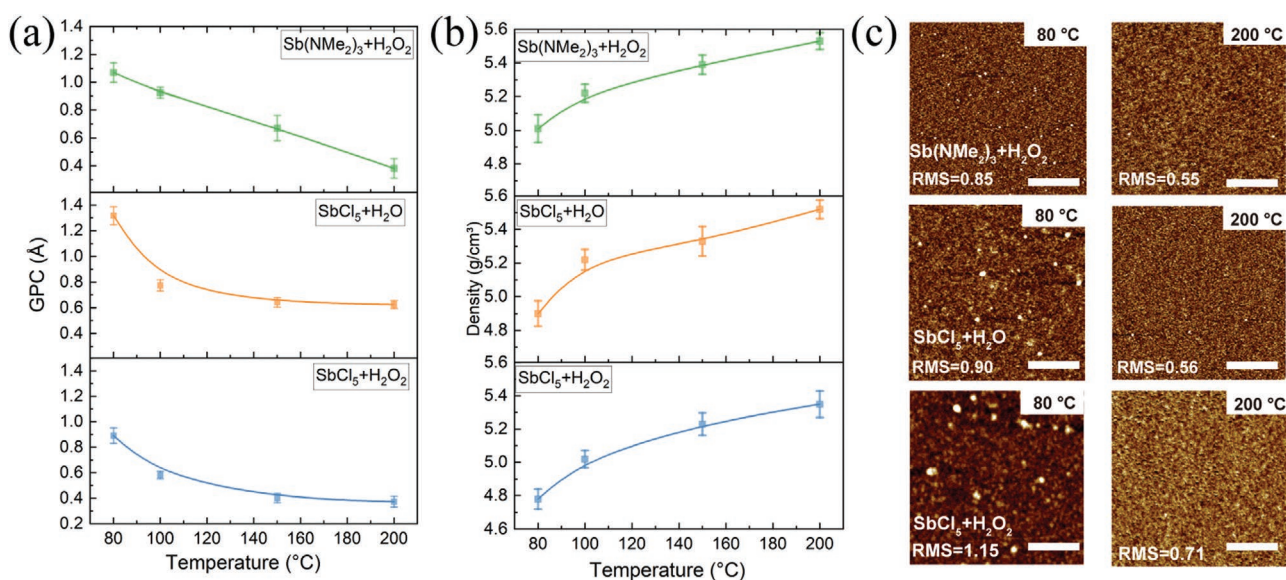 (a)
Sb(NMe₂)₃+H₂O₂
1.4
1.2
1.0
0.8
0.6
0.4
SbCl₅+H₂O
1.4
1.2
1.0
0.8
0.6
0.4
SbCl₅+H₂O₂
1.4
1.2
1.0
0.8
0.6
0.4
0.2
GPC (Å)
80 100 120 140 160 180 200
Temperature (°C)
(b)
5.6
Sb(NMe₂)₃+H₂O₂
5.4
5.2
5.0
4.8
5.6
SbCl₅+H₂O
5.4
5.2
5.0
4.8
5.6
SbCl₅+H₂O₂
5.4
5.2
5.0
4.8
4.6
Density (g/cm³)
80 100 120 140 160 180 200
Temperature (°C)
(c)
80 °C
Sb(NMe₂)₃+H₂O₂
RMS=0.85
200 °C
RMS=0.55
80 °C
SbCl₅+H₂O
RMS=0.90
200 °C
RMS=0.56
80 °C
SbCl₅+H₂O₂
RMS=1.15
200 °C
RMS=0.71